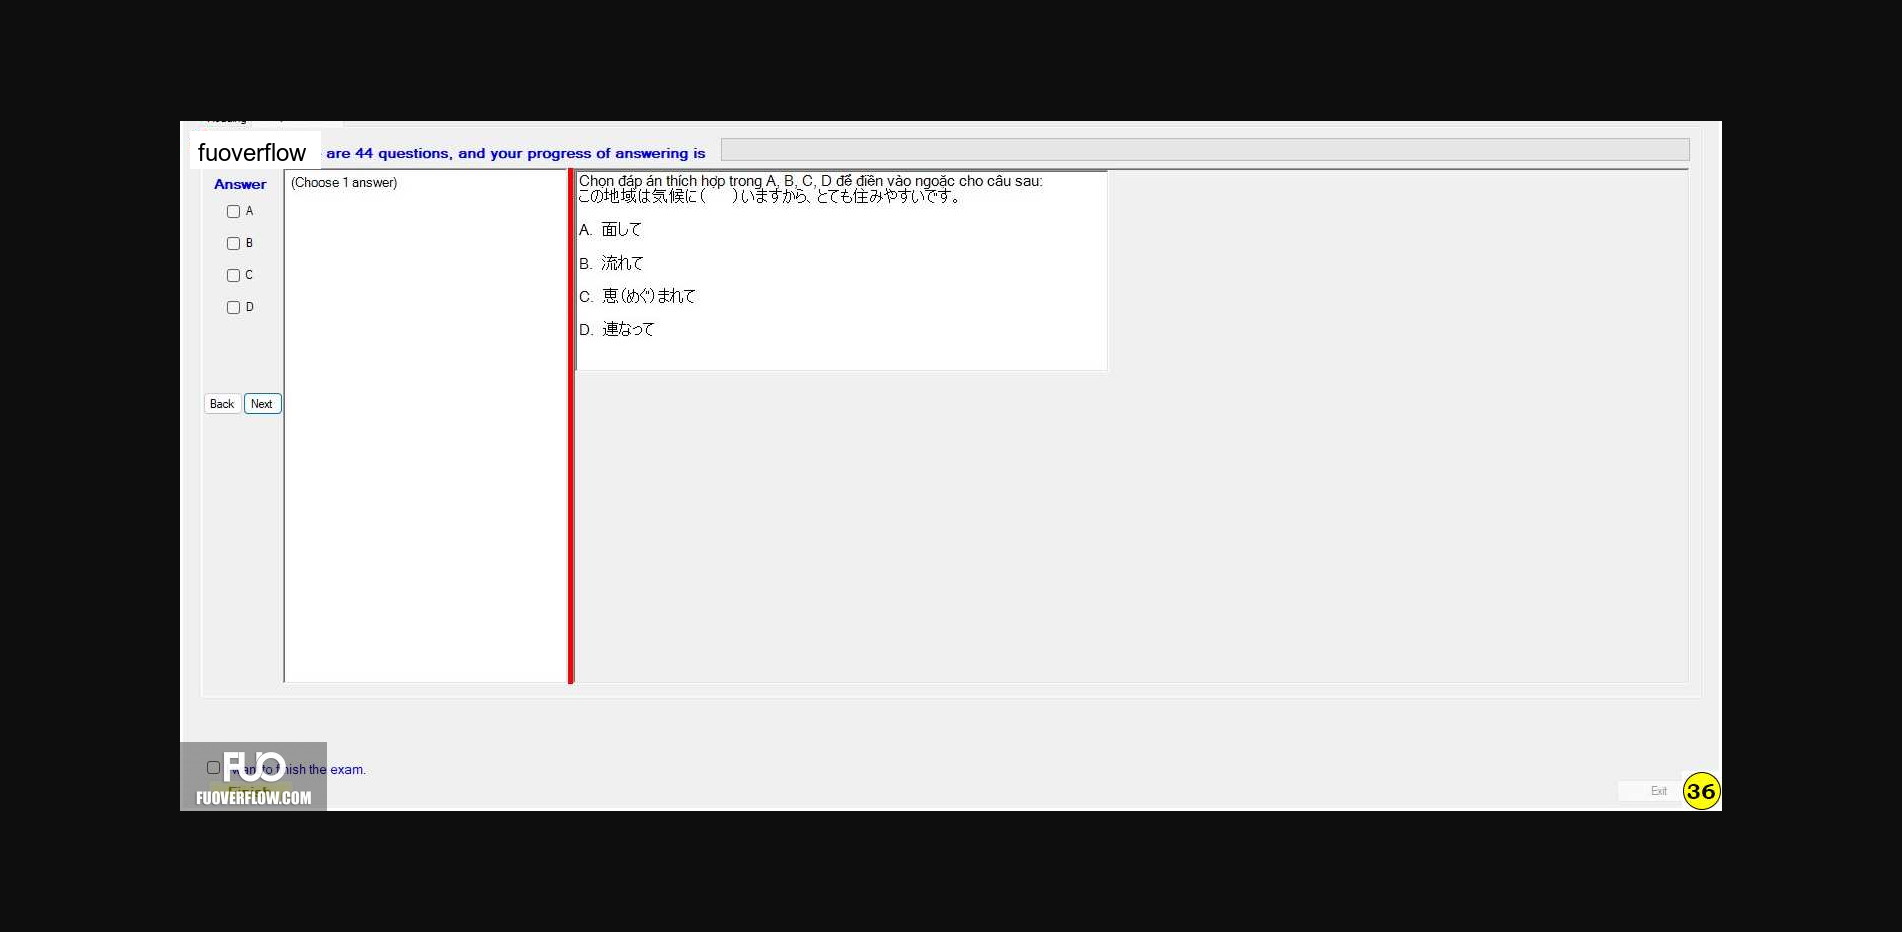 fuoverflow are 44 questions, and your progress of answering is
Answer
(Choose 1 answer)
A
B
C
D
Back Next
Chọn đáp án thích hợp trong A, B, C, D để điền vào ngoặc cho câu sau:
この地域は気候に(　　)いますから、とても住みやすいです。
A. 面して
B. 流れて
C. 恵(めぐ)まれて
D. 連なって
FUO
to finish the exam.
FUOVERFLOW.COM
Exit
36